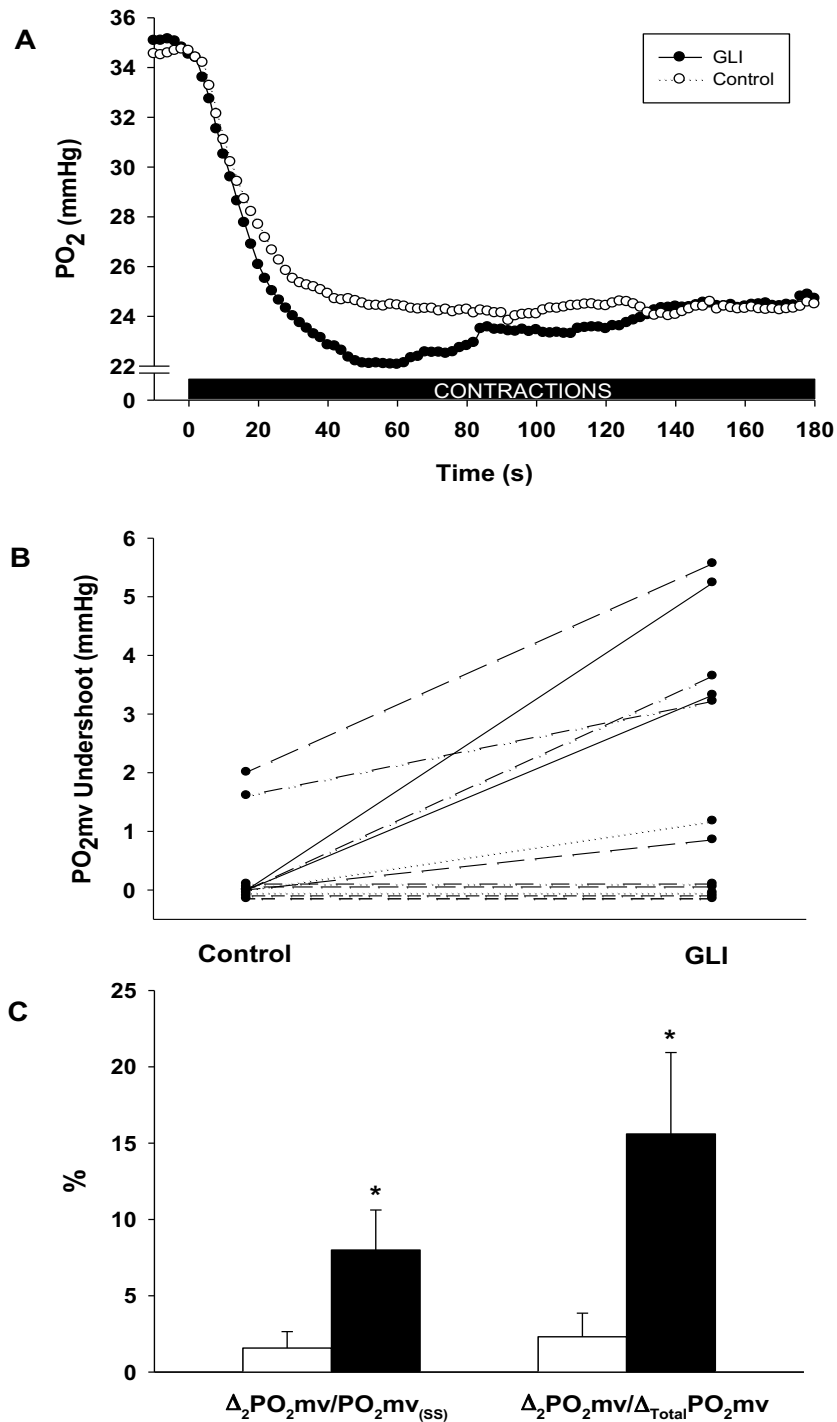 A
36
34
32
30
28
26
24
22
0
PO2 (mmHg)
GLI
Control
CONTRACTIONS
0 20 40 60 80 100 120 140 160 180
Time (s)
B
6
5
4
3
2
1
0
PO2mv Undershoot (mmHg)
Control GLI
C
25
20
15
10
5
0
%
* *
Δ2PO2mv/PO2mv(SS) Δ2PO2mv/ΔTotalPO2mv